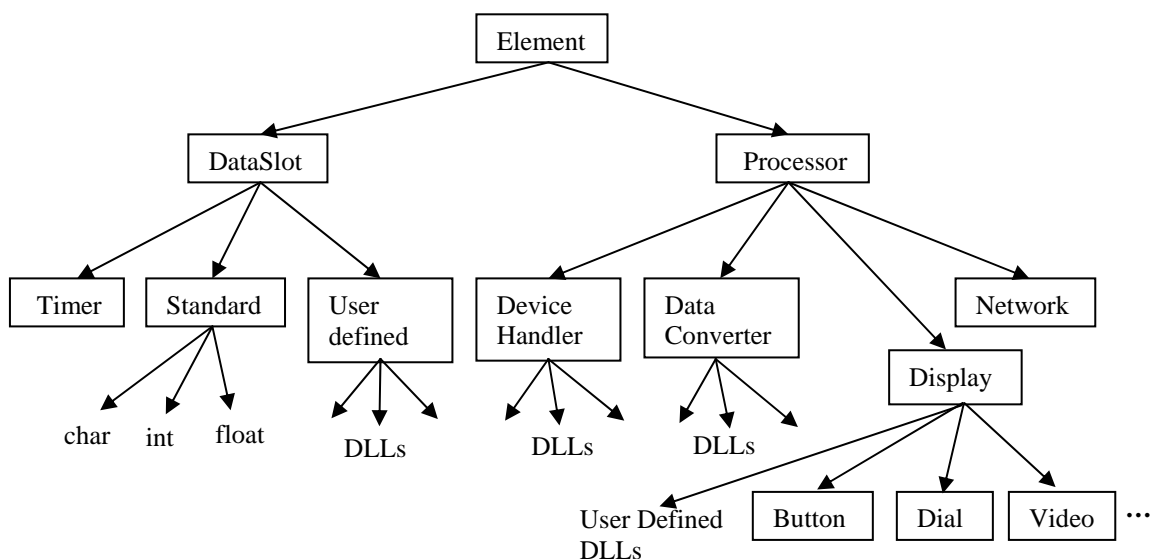 Element
DataSlot
Processor
Timer
Standard
User
defined
Device
Handler
Data
Converter
Network
Display
char
int
float
DLLs
DLLs
DLLs
User Defined
DLLs
Button
Dial
Video
...